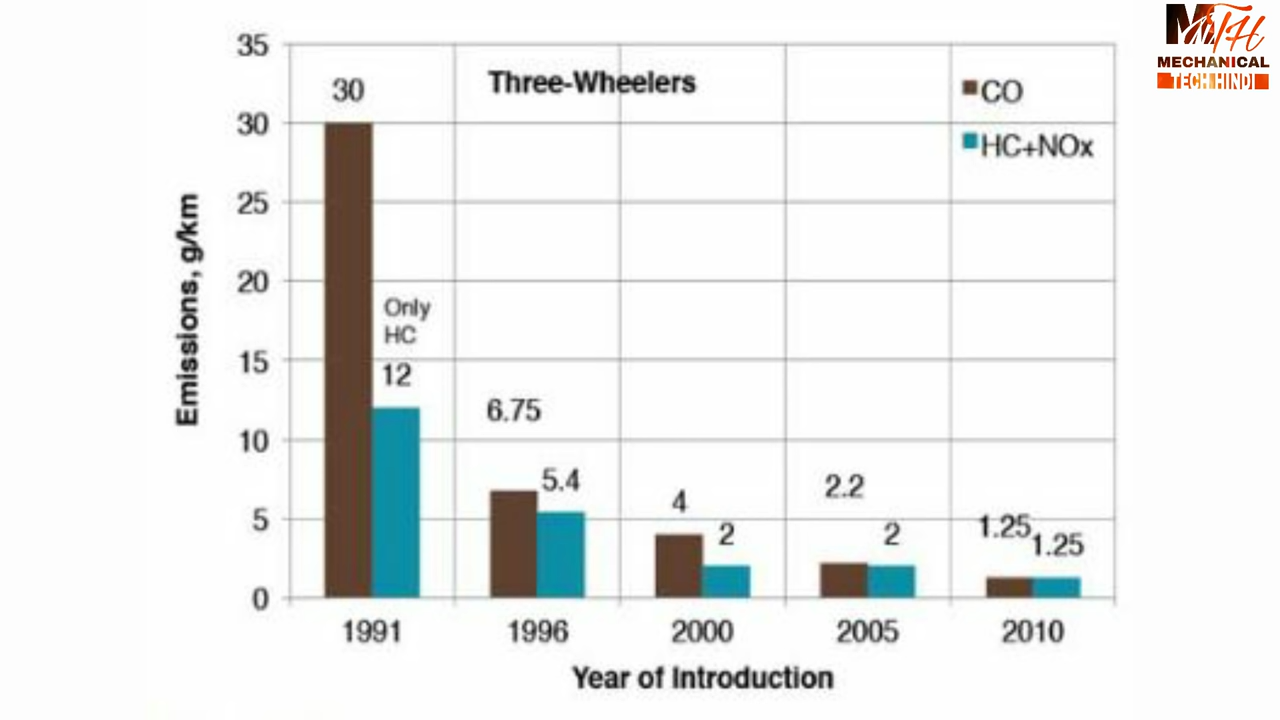 MTH
MECHANICAL
TECH HINDI
Three-Wheelers
CO
HC+NOx
Emissions, g/km
35
30
25
20
15
10
5
0
30
Only
HC
12
6.75
5.4
4
2
2.2
2
1.25
1.25
1991 1996 2000 2005 2010
Year of Introduction